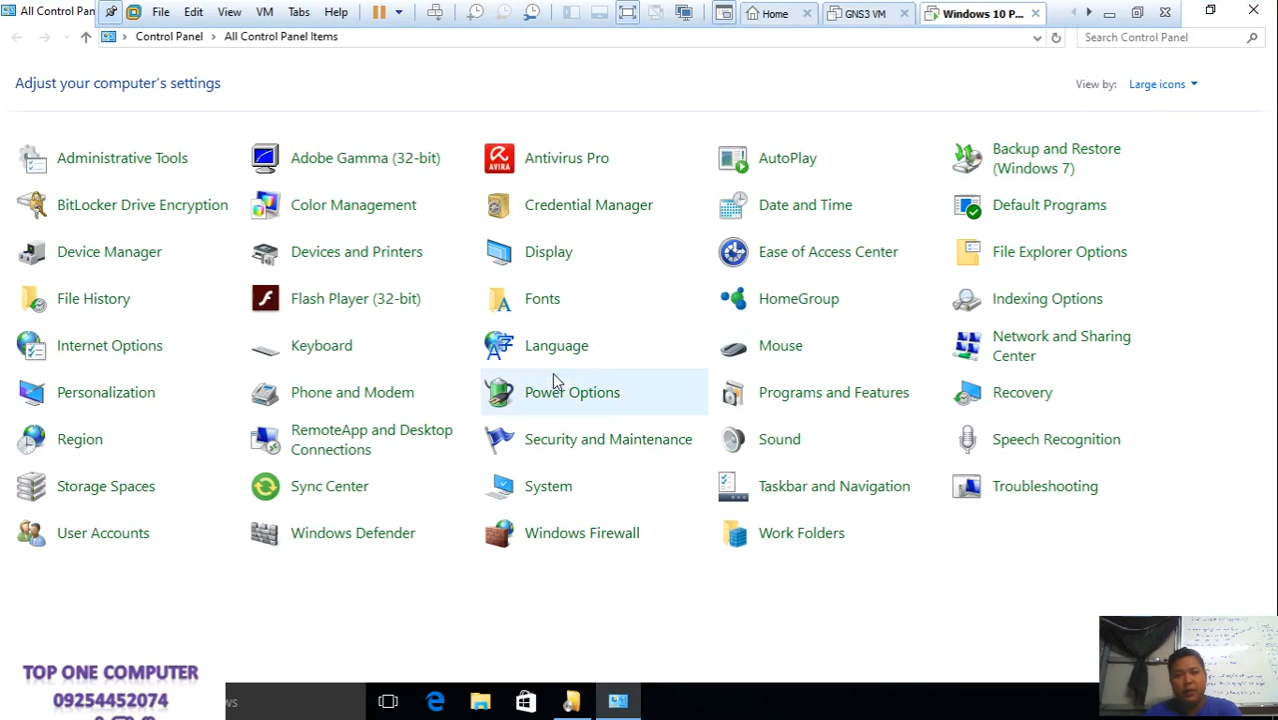 All Control Pan
File Edit View VM Tabs Help
Home
GNS3 VM
Windows 10 P...
Control Panel All Control Panel Items
Search Control Panel
Adjust your computer's settings
View by: Large icons
Administrative Tools
Adobe Gamma (32-bit)
Antivirus Pro
AutoPlay
Backup and Restore
(Windows 7)
BitLocker Drive Encryption
Color Management
Credential Manager
Date and Time
Default Programs
Device Manager
Devices and Printers
Display
Ease of Access Center
File Explorer Options
File History
Flash Player (32-bit)
Fonts
HomeGroup
Indexing Options
Internet Options
Keyboard
Language
Mouse
Network and Sharing
Center
Personalization
Phone and Modem
Power Options
Programs and Features
Recovery
Region
RemoteApp and Desktop
Connections
Security and Maintenance
Sound
Speech Recognition
Storage Spaces
Sync Center
System
Taskbar and Navigation
Troubleshooting
User Accounts
Windows Defender
Windows Firewall
Work Folders
AVIRA
TOP ONE COMPUTER
09254452074
ws